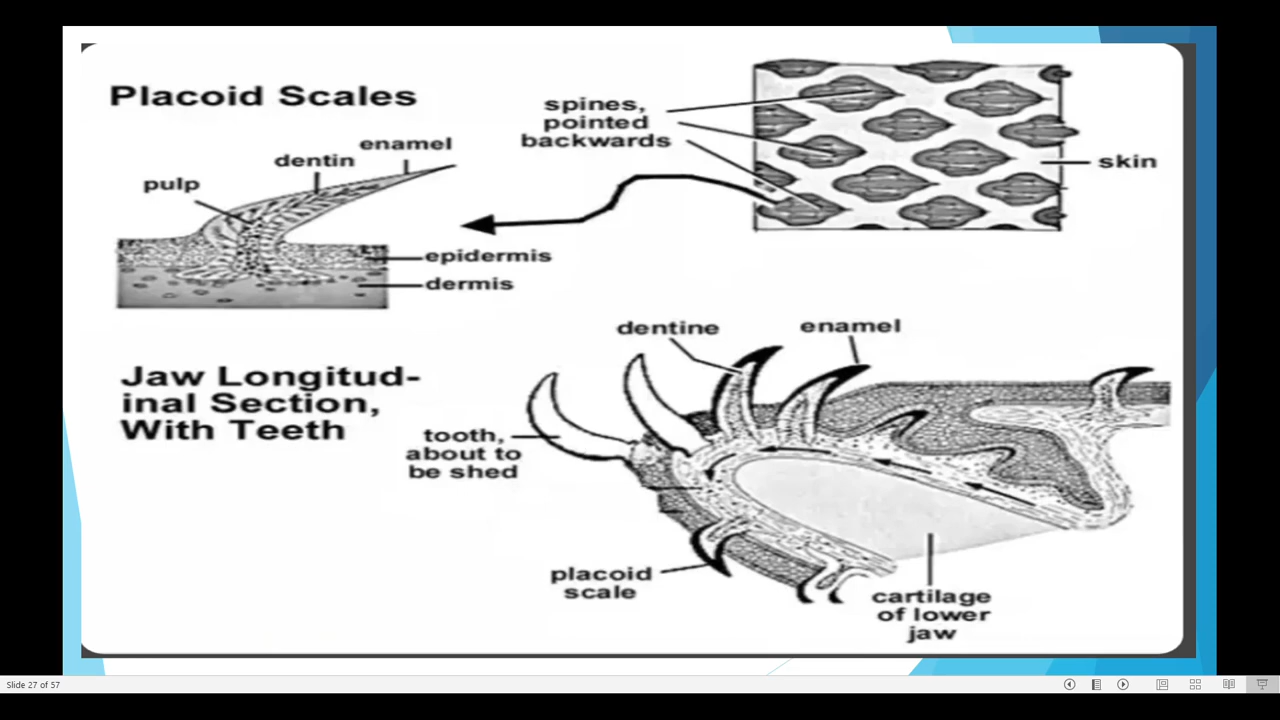 Placoid Scales
enamel
dentin
pulp
epidermis
dermis
spines,
pointed
backwards
skin
Jaw Longitud-
inal Section,
With Teeth
dentine
enamel
tooth,
about to
be shed
placoid
scale
cartilage
of lower
jaw
Slide 27 of 57